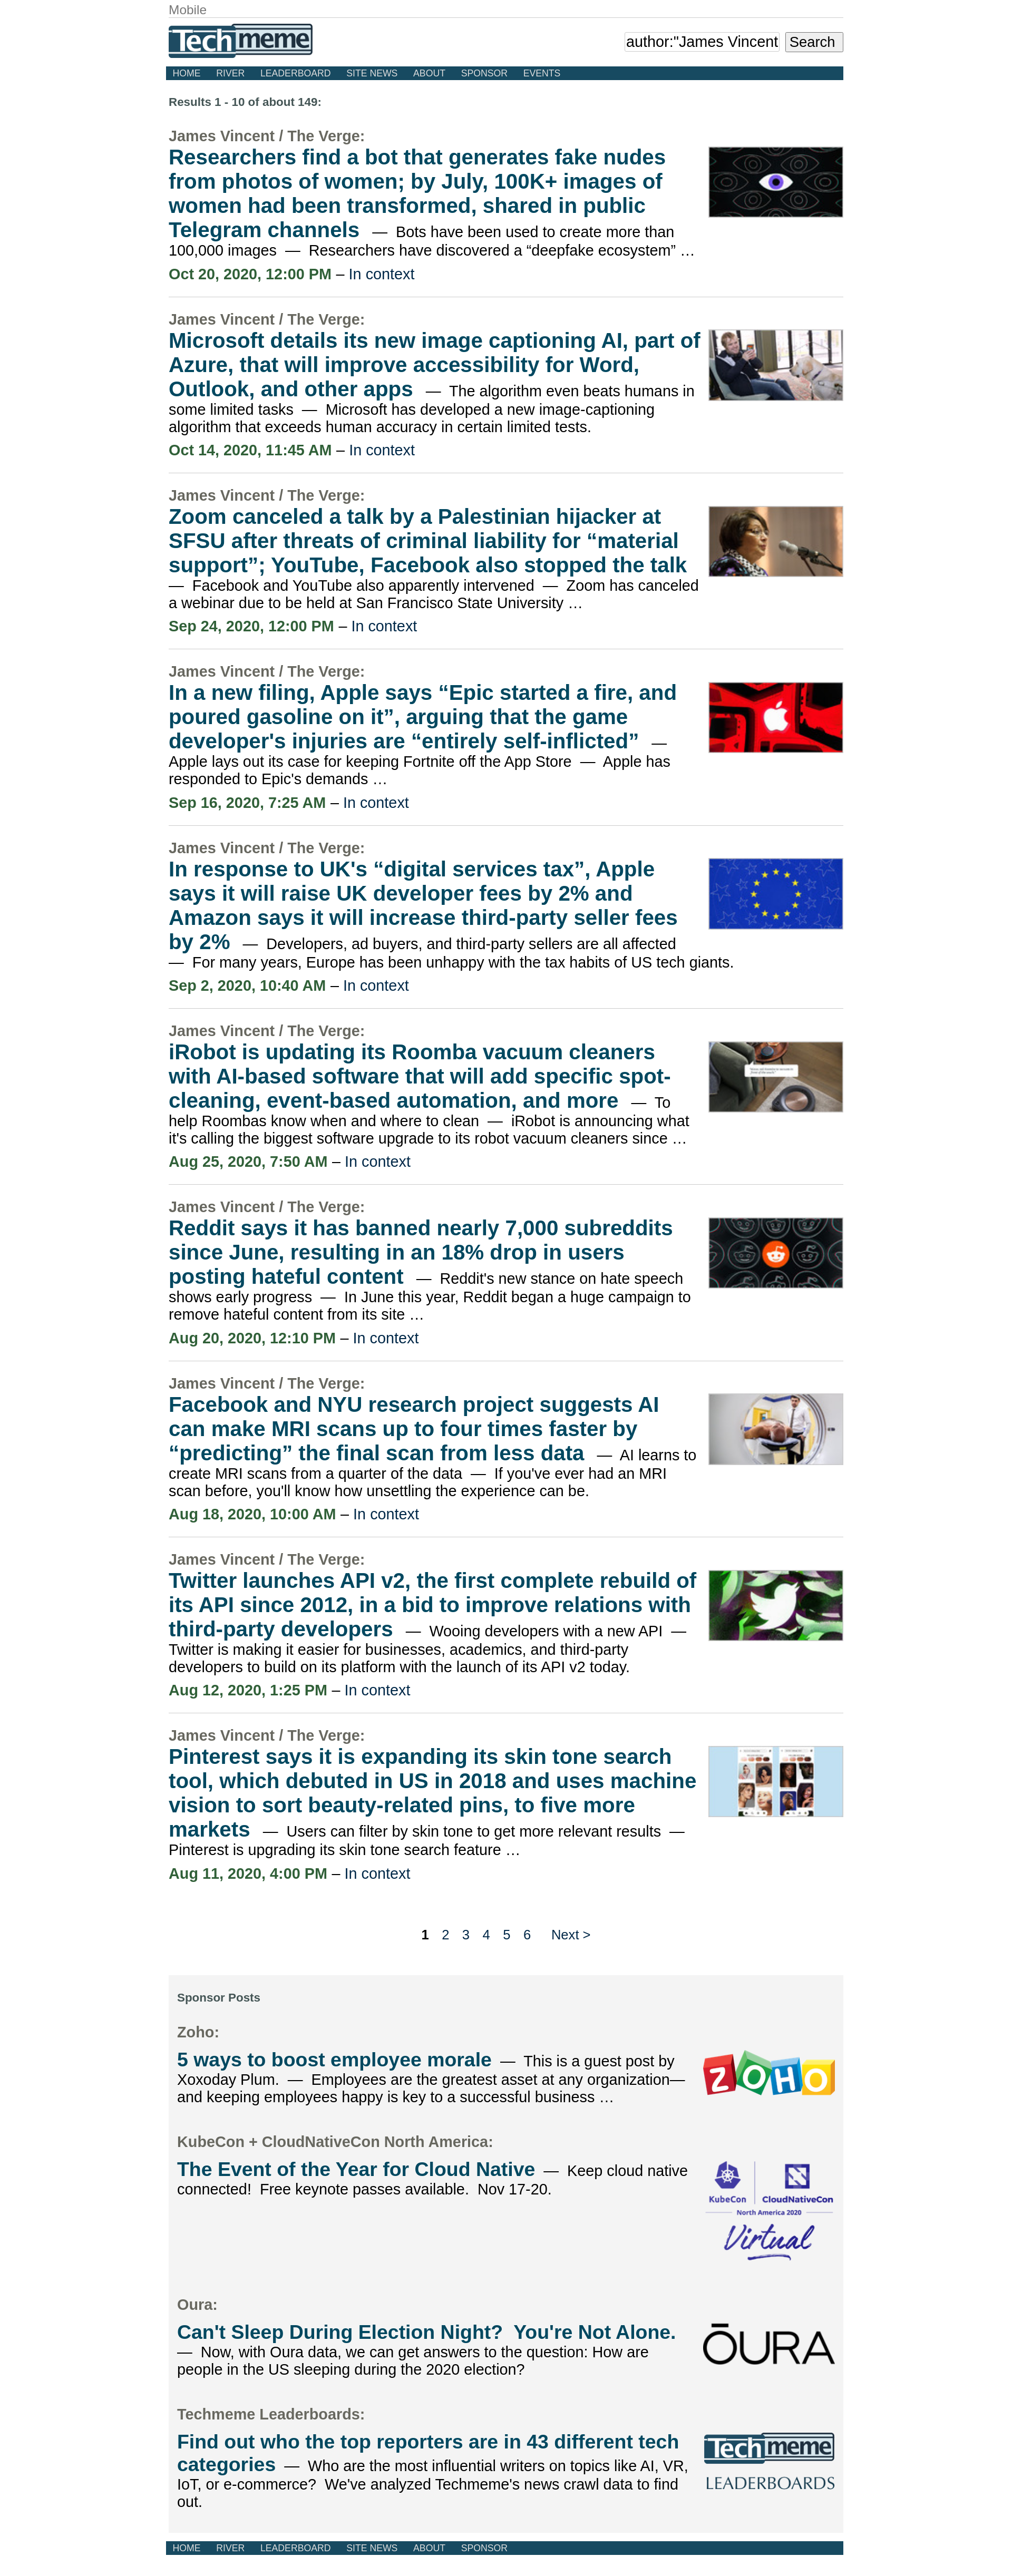 Mobile
Techmeme
author:"James Vincent
Search
HOME RIVER LEADERBOARD SITE NEWS ABOUT SPONSOR EVENTS
Results 1 - 10 of about 149:
James Vincent / The Verge:
Researchers find a bot that generates fake nudes
from photos of women; by July, 100K+ images of
women had been transformed, shared in public
Telegram channels — Bots have been used to create more than
100,000 images — Researchers have discovered a “deepfake ecosystem” …
Oct 20, 2020, 12:00 PM – In context
James Vincent / The Verge:
Microsoft details its new image captioning AI, part of
Azure, that will improve accessibility for Word,
Outlook, and other apps — The algorithm even beats humans in
some limited tasks — Microsoft has developed a new image-captioning
algorithm that exceeds human accuracy in certain limited tests.
Oct 14, 2020, 11:45 AM – In context
James Vincent / The Verge:
Zoom canceled a talk by a Palestinian hijacker at
SFSU after threats of criminal liability for “material
support”; YouTube, Facebook also stopped the talk
— Facebook and YouTube also apparently intervened — Zoom has canceled
a webinar due to be held at San Francisco State University …
Sep 24, 2020, 12:00 PM – In context
James Vincent / The Verge:
In a new filing, Apple says “Epic started a fire, and
poured gasoline on it”, arguing that the game
developer's injuries are “entirely self-inflicted” —
Apple lays out its case for keeping Fortnite off the App Store — Apple has
responded to Epic's demands …
Sep 16, 2020, 7:25 AM – In context
James Vincent / The Verge:
In response to UK's “digital services tax”, Apple
says it will raise UK developer fees by 2% and
Amazon says it will increase third-party seller fees
by 2% — Developers, ad buyers, and third-party sellers are all affected
— For many years, Europe has been unhappy with the tax habits of US tech giants.
Sep 2, 2020, 10:40 AM – In context
James Vincent / The Verge:
iRobot is updating its Roomba vacuum cleaners
with AI-based software that will add specific spot-
cleaning, event-based automation, and more — To
help Roombas know when and where to clean — iRobot is announcing what
it's calling the biggest software upgrade to its robot vacuum cleaners since …
Aug 25, 2020, 7:50 AM – In context
James Vincent / The Verge:
Reddit says it has banned nearly 7,000 subreddits
since June, resulting in an 18% drop in users
posting hateful content — Reddit's new stance on hate speech
shows early progress — In June this year, Reddit began a huge campaign to
remove hateful content from its site …
Aug 20, 2020, 12:10 PM – In context
James Vincent / The Verge:
Facebook and NYU research project suggests AI
can make MRI scans up to four times faster by
“predicting” the final scan from less data — AI learns to
create MRI scans from a quarter of the data — If you've ever had an MRI
scan before, you'll know how unsettling the experience can be.
Aug 18, 2020, 10:00 AM – In context
James Vincent / The Verge:
Twitter launches API v2, the first complete rebuild of
its API since 2012, in a bid to improve relations with
third-party developers — Wooing developers with a new API —
Twitter is making it easier for businesses, academics, and third-party
developers to build on its platform with the launch of its API v2 today.
Aug 12, 2020, 1:25 PM – In context
James Vincent / The Verge:
Pinterest says it is expanding its skin tone search
tool, which debuted in US in 2018 and uses machine
vision to sort beauty-related pins, to five more
markets — Users can filter by skin tone to get more relevant results —
Pinterest is upgrading its skin tone search feature …
Aug 11, 2020, 4:00 PM – In context
1 2 3 4 5 6 Next >
Sponsor Posts
Zoho:
5 ways to boost employee morale — This is a guest post by
Xoxoday Plum. — Employees are the greatest asset at any organization—
and keeping employees happy is key to a successful business …
ZOHO
KubeCon + CloudNativeCon North America:
The Event of the Year for Cloud Native — Keep cloud native
connected! Free keynote passes available. Nov 17-20.
KubeCon CloudNativeCon
North America 2020
Virtual
Oura:
Can't Sleep During Election Night? You're Not Alone.
— Now, with Oura data, we can get answers to the question: How are
people in the US sleeping during the 2020 election?
ŌURA
Techmeme Leaderboards:
Find out who the top reporters are in 43 different tech
categories — Who are the most influential writers on topics like AI, VR,
IoT, or e-commerce? We've analyzed Techmeme's news crawl data to find
out.
Techmeme
LEADERBOARDS
HOME RIVER LEADERBOARD SITE NEWS ABOUT SPONSOR